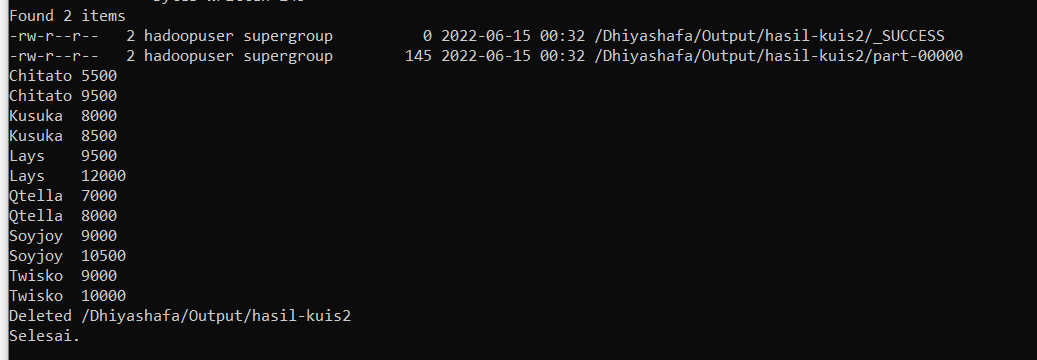 Found 2 items
-rw-r--r--   2 hadoopuser supergroup          0 2022-06-15 00:32 /Dhiyashafa/Output/hasil-kuis2/_SUCCESS
-rw-r--r--   2 hadoopuser supergroup        145 2022-06-15 00:32 /Dhiyashafa/Output/hasil-kuis2/part-00000
Chitato 5500
Chitato 9500
Kusuka  8000
Kusuka  8500
Lays    9500
Lays    12000
Qtella  7000
Qtella  8000
Soyjoy  9000
Soyjoy  10500
Twisko  9000
Twisko  10000
Deleted /Dhiyashafa/Output/hasil-kuis2
Selesai.